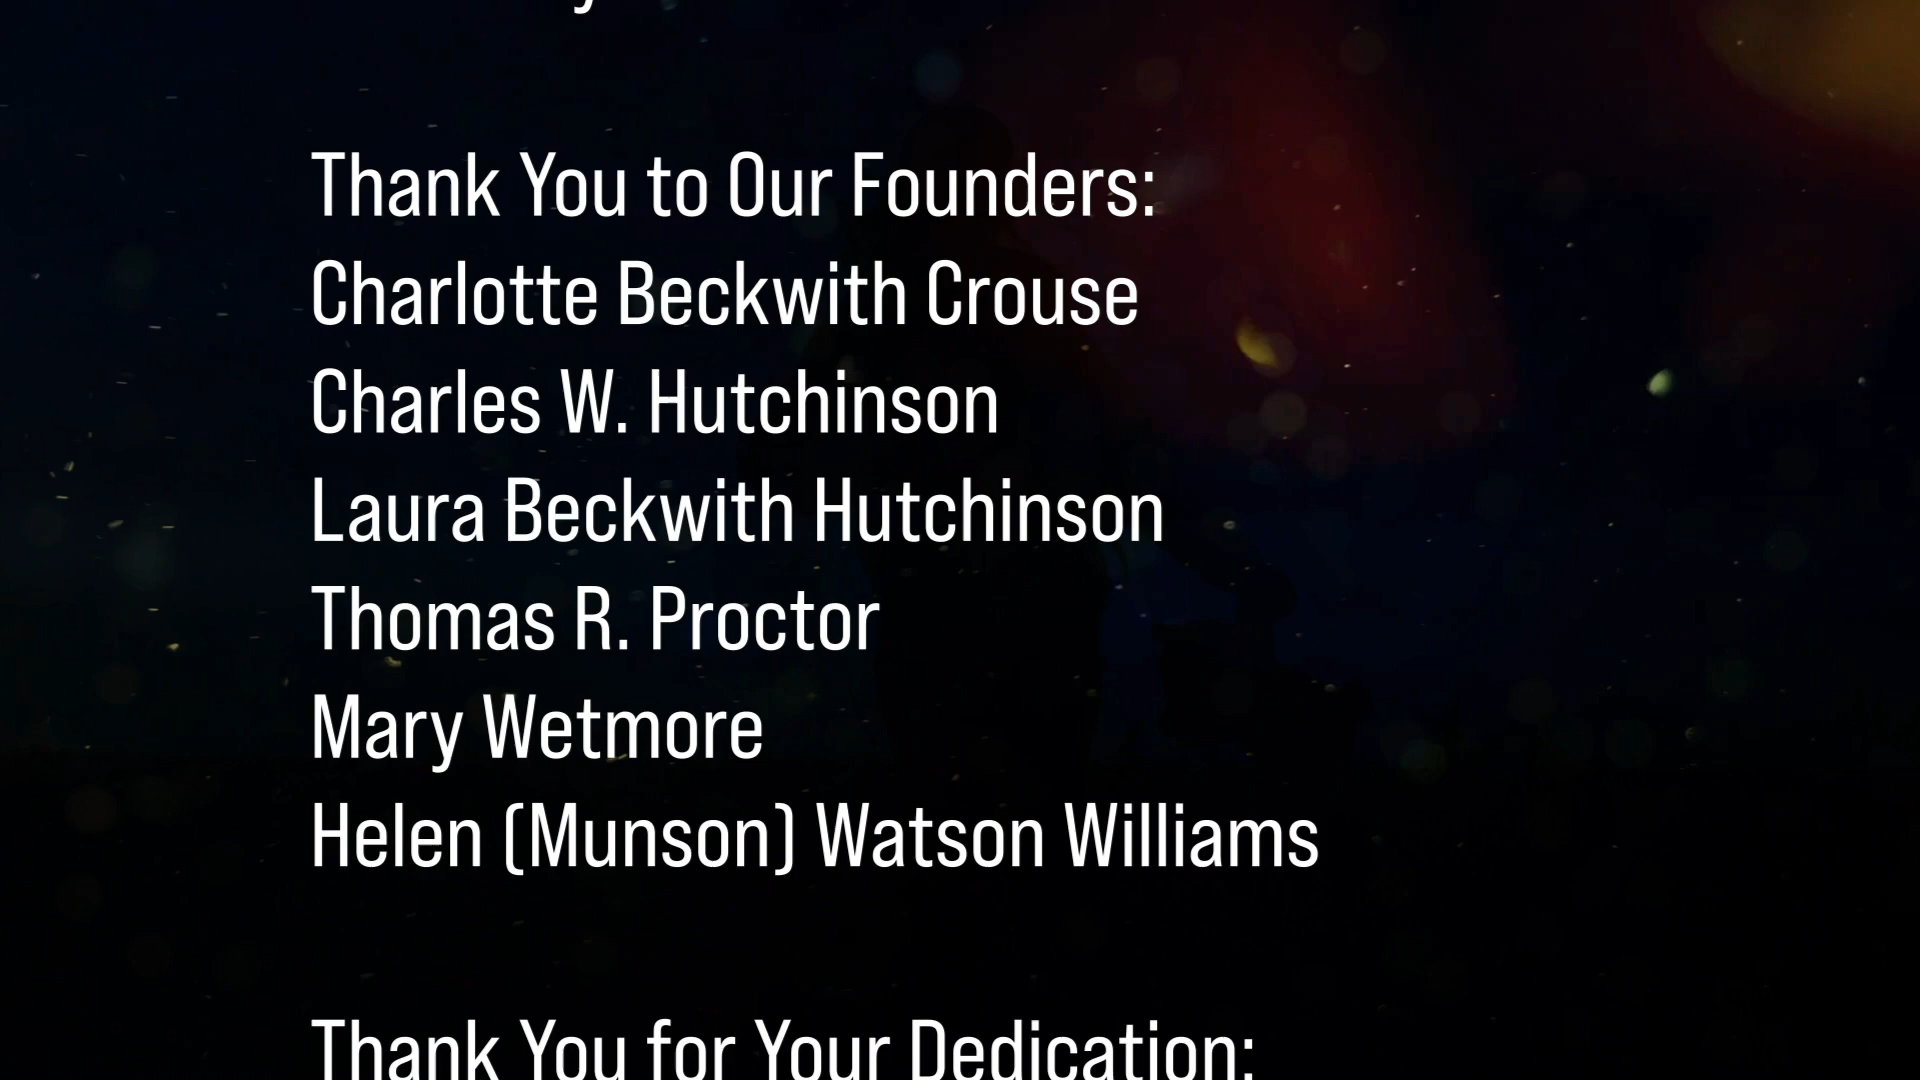 Thank You to Our Founders:
Charlotte Beckwith Crouse
Charles W. Hutchinson
Laura Beckwith Hutchinson
Thomas R. Proctor
Mary Wetmore
Helen (Munson) Watson Williams
Thank You for Your Dedication: